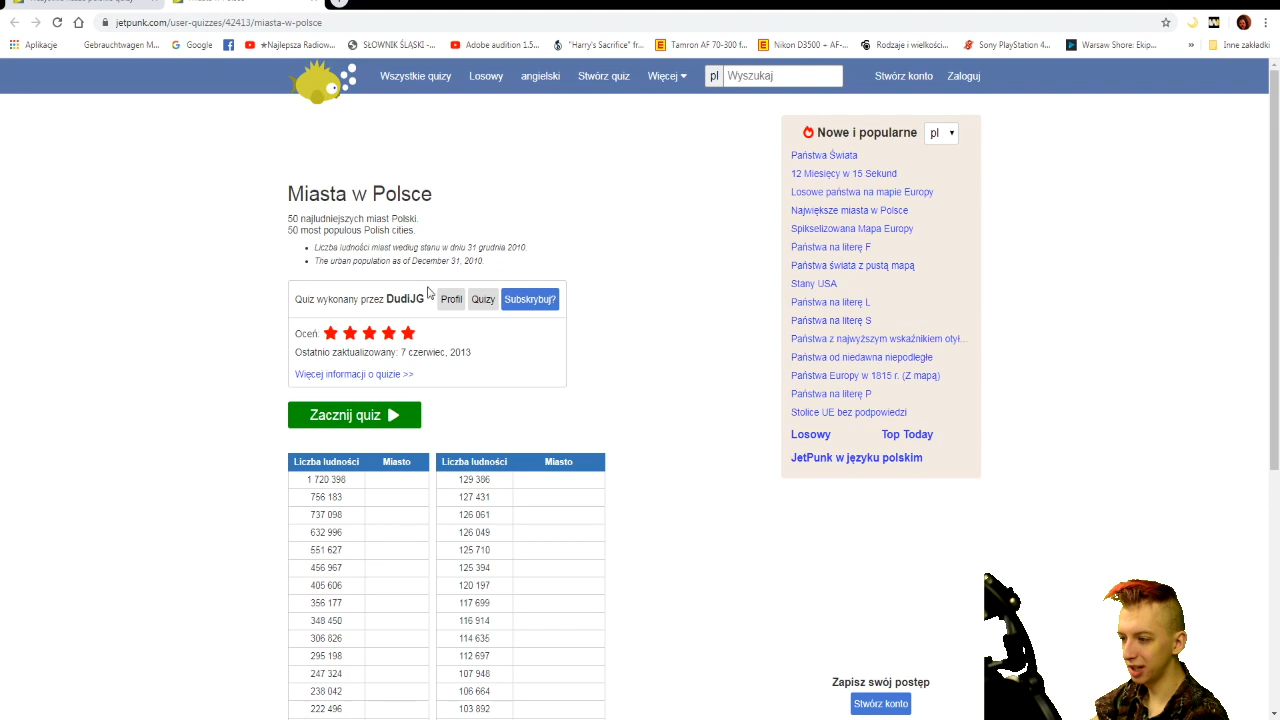 jetpunk.com/user-quizzes/42413/miasta-w-polsce
Aplikacje
Gebrauchtwagen M...
Google
★Najlepsza Radiow...
SŁOWNIK ŚLĄSKI -...
Adobe audition 1.5...
"Harry's Sacrifice" fr...
Tamron AF 70-300 f...
Nikon D3500 + AF-...
Rodzaje i wielkości...
Sony PlayStation 4...
Warsaw Shore: Ekip...
»
Inne zakładki
Wszystkie quizy
Losowy
angielski
Stwórz quiz
Więcej
pl
Wyszukaj
Stwórz konto
Zaloguj
Miasta w Polsce
50 najludniejszych miast Polski.
50 most populous Polish cities.
Liczba ludności miast według stanu w dniu 31 grudnia 2010.
The urban population as of December 31, 2010.
Quiz wykonany przez DudiJG
Profil
Quizy
Subskrybuj?
Oceń:
Ostatnio zaktualizowany: 7 czerwiec, 2013
Więcej informacji o quizie >>
Zacznij quiz
Liczba ludności Miasto
1 720 398
756 183
737 098
632 996
551 627
456 967
405 606
356 177
348 450
306 826
295 198
247 324
238 042
222 496
Liczba ludności Miasto
129 386
127 431
126 061
126 049
125 710
125 394
120 197
117 699
116 914
114 635
112 697
107 948
106 664
103 892
Nowe i popularne
pl
Państwa Świata
12 Miesięcy w 15 Sekund
Losowe państwa na mapie Europy
Największe miasta w Polsce
Spikselizowana Mapa Europy
Państwa na literę F
Państwa świata z pustą mapą
Stany USA
Państwa na literę L
Państwa na literę S
Państwa z najwyższym wskaźnikiem otył...
Państwa od niedawna niepodległe
Państwa Europy w 1815 r. (Z mapą)
Państwa na literę P
Stolice UE bez podpowiedzi
Losowy
Top Today
JetPunk w języku polskim
Zapisz swój postęp
Stwórz konto